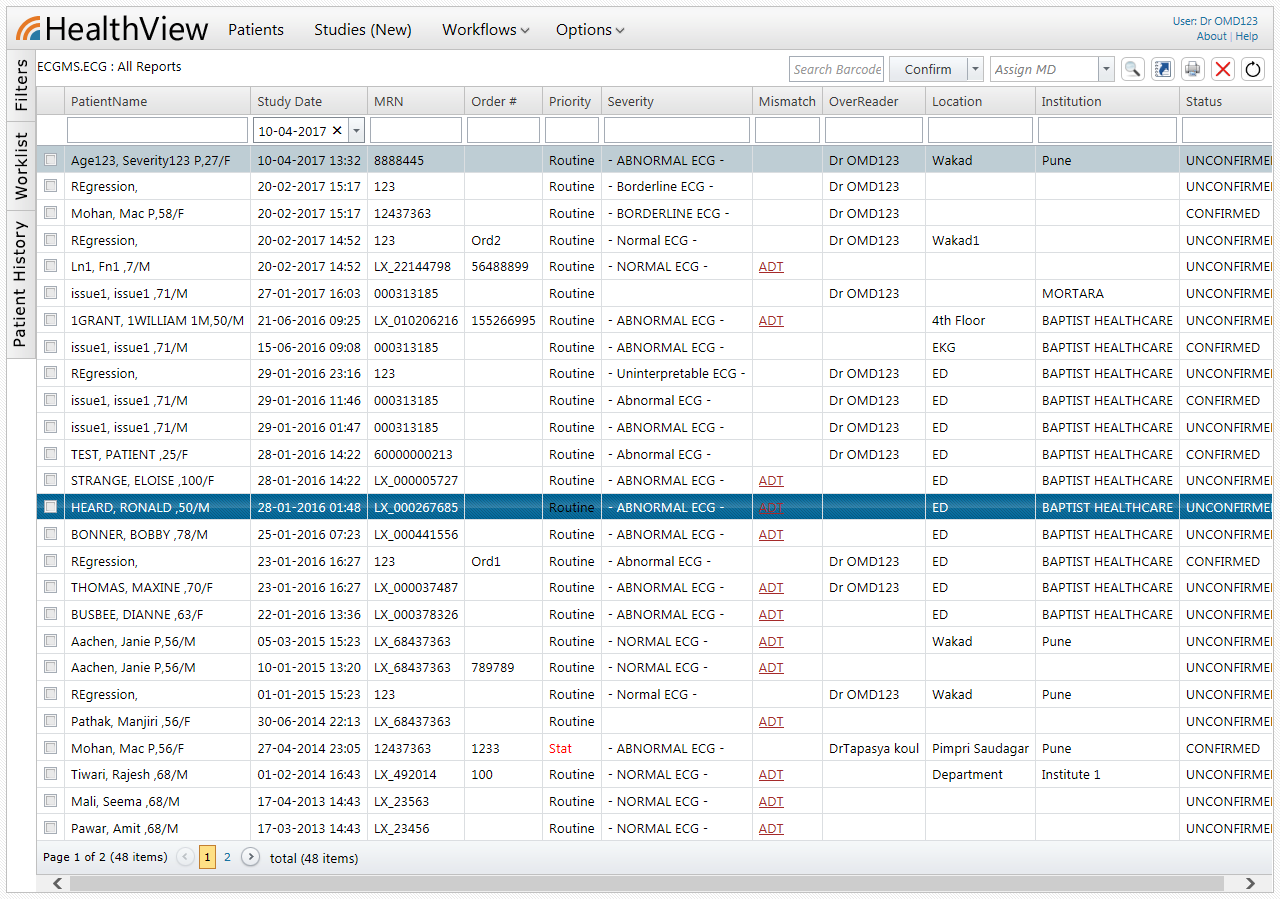 HealthView Patients Studies (New) Workflows Options User: Dr OMD123
About | Help
Filters
Worklist
Patient History
ECGMS.ECG : All Reports Search Barcode Confirm Assign MD
PatientName Study Date MRN Order # Priority Severity Mismatch OverReader Location Institution Status
10-04-2017
Age123, Severity123 P,27/F 10-04-2017 13:32 8888445 Routine - ABNORMAL ECG - Dr OMD123 Wakad Pune UNCONFIRME
REgression, 20-02-2017 15:17 123 Routine - Borderline ECG - Dr OMD123 UNCONFIRME
Mohan, Mac P,58/F 20-02-2017 15:17 12437363 Routine - BORDERLINE ECG - Dr OMD123 CONFIRMED
REgression, 20-02-2017 14:52 123 Ord2 Routine - Normal ECG - Dr OMD123 Wakad1 UNCONFIRME
Ln1, Fn1 ,7/M 20-02-2017 14:52 LX_22144798 56488899 Routine - NORMAL ECG - ADT UNCONFIRME
issue1, issue1 ,71/M 27-01-2017 16:03 000313185 Routine Dr OMD123 MORTARA UNCONFIRME
1GRANT, 1WILLIAM 1M,50/M 21-06-2016 09:25 LX_010206216 155266995 Routine - ABNORMAL ECG - ADT 4th Floor BAPTIST HEALTHCARE UNCONFIRME
issue1, issue1 ,71/M 15-06-2016 09:08 000313185 Routine - ABNORMAL ECG - EKG BAPTIST HEALTHCARE CONFIRMED
REgression, 29-01-2016 23:16 123 Routine - Uninterpretable ECG - Dr OMD123 ED BAPTIST HEALTHCARE UNCONFIRME
issue1, issue1 ,71/M 29-01-2016 11:46 000313185 Routine - Abnormal ECG - Dr OMD123 ED BAPTIST HEALTHCARE CONFIRMED
issue1, issue1 ,71/M 29-01-2016 01:47 000313185 Routine - ABNORMAL ECG - Dr OMD123 ED BAPTIST HEALTHCARE UNCONFIRME
TEST, PATIENT ,25/F 28-01-2016 14:22 60000000213 Routine - Abnormal ECG - Dr OMD123 ED BAPTIST HEALTHCARE CONFIRMED
STRANGE, ELOISE ,100/F 28-01-2016 14:22 LX_000005727 Routine - ABNORMAL ECG - ADT ED BAPTIST HEALTHCARE UNCONFIRME
HEARD, RONALD ,50/M 28-01-2016 01:48 LX_000267685 Routine - ABNORMAL ECG - ADT ED BAPTIST HEALTHCARE UNCONFIRME
BONNER, BOBBY ,78/M 25-01-2016 07:23 LX_000441556 Routine - ABNORMAL ECG - ADT ED BAPTIST HEALTHCARE UNCONFIRME
REgression, 23-01-2016 16:27 123 Ord1 Routine - Abnormal ECG - Dr OMD123 ED BAPTIST HEALTHCARE CONFIRMED
THOMAS, MAXINE ,70/F 23-01-2016 16:27 LX_000037487 Routine - ABNORMAL ECG - ADT Dr OMD123 ED BAPTIST HEALTHCARE UNCONFIRME
BUSBEE, DIANNE ,63/F 22-01-2016 13:36 LX_000378326 Routine - ABNORMAL ECG - ADT ED BAPTIST HEALTHCARE UNCONFIRME
Aachen, Janie P,56/M 05-03-2015 15:23 LX_68437363 Routine - NORMAL ECG - ADT Wakad Pune UNCONFIRME
Aachen, Janie P,56/M 10-01-2015 13:20 LX_68437363 789789 Routine - NORMAL ECG - ADT UNCONFIRME
REgression, 01-01-2015 15:23 123 Routine - Normal ECG - Dr OMD123 Wakad Pune UNCONFIRME
Pathak, Manjiri ,56/F 30-06-2014 22:13 LX_68437363 Routine ADT UNCONFIRME
Mohan, Mac P,56/F 27-04-2014 23:05 12437363 1233 Stat - ABNORMAL ECG - DrTapasya koul Pimpri Saudagar Pune CONFIRMED
Tiwari, Rajesh ,68/M 01-02-2014 16:43 LX_492014 100 Routine - NORMAL ECG - ADT Department Institute 1 UNCONFIRME
Mali, Seema ,68/M 17-04-2013 14:43 LX_23563 Routine - NORMAL ECG - ADT UNCONFIRME
Pawar, Amit ,68/M 17-03-2013 14:43 LX_23456 Routine - NORMAL ECG - ADT UNCONFIRME
Page 1 of 2 (48 items) 1 2 total (48 items)